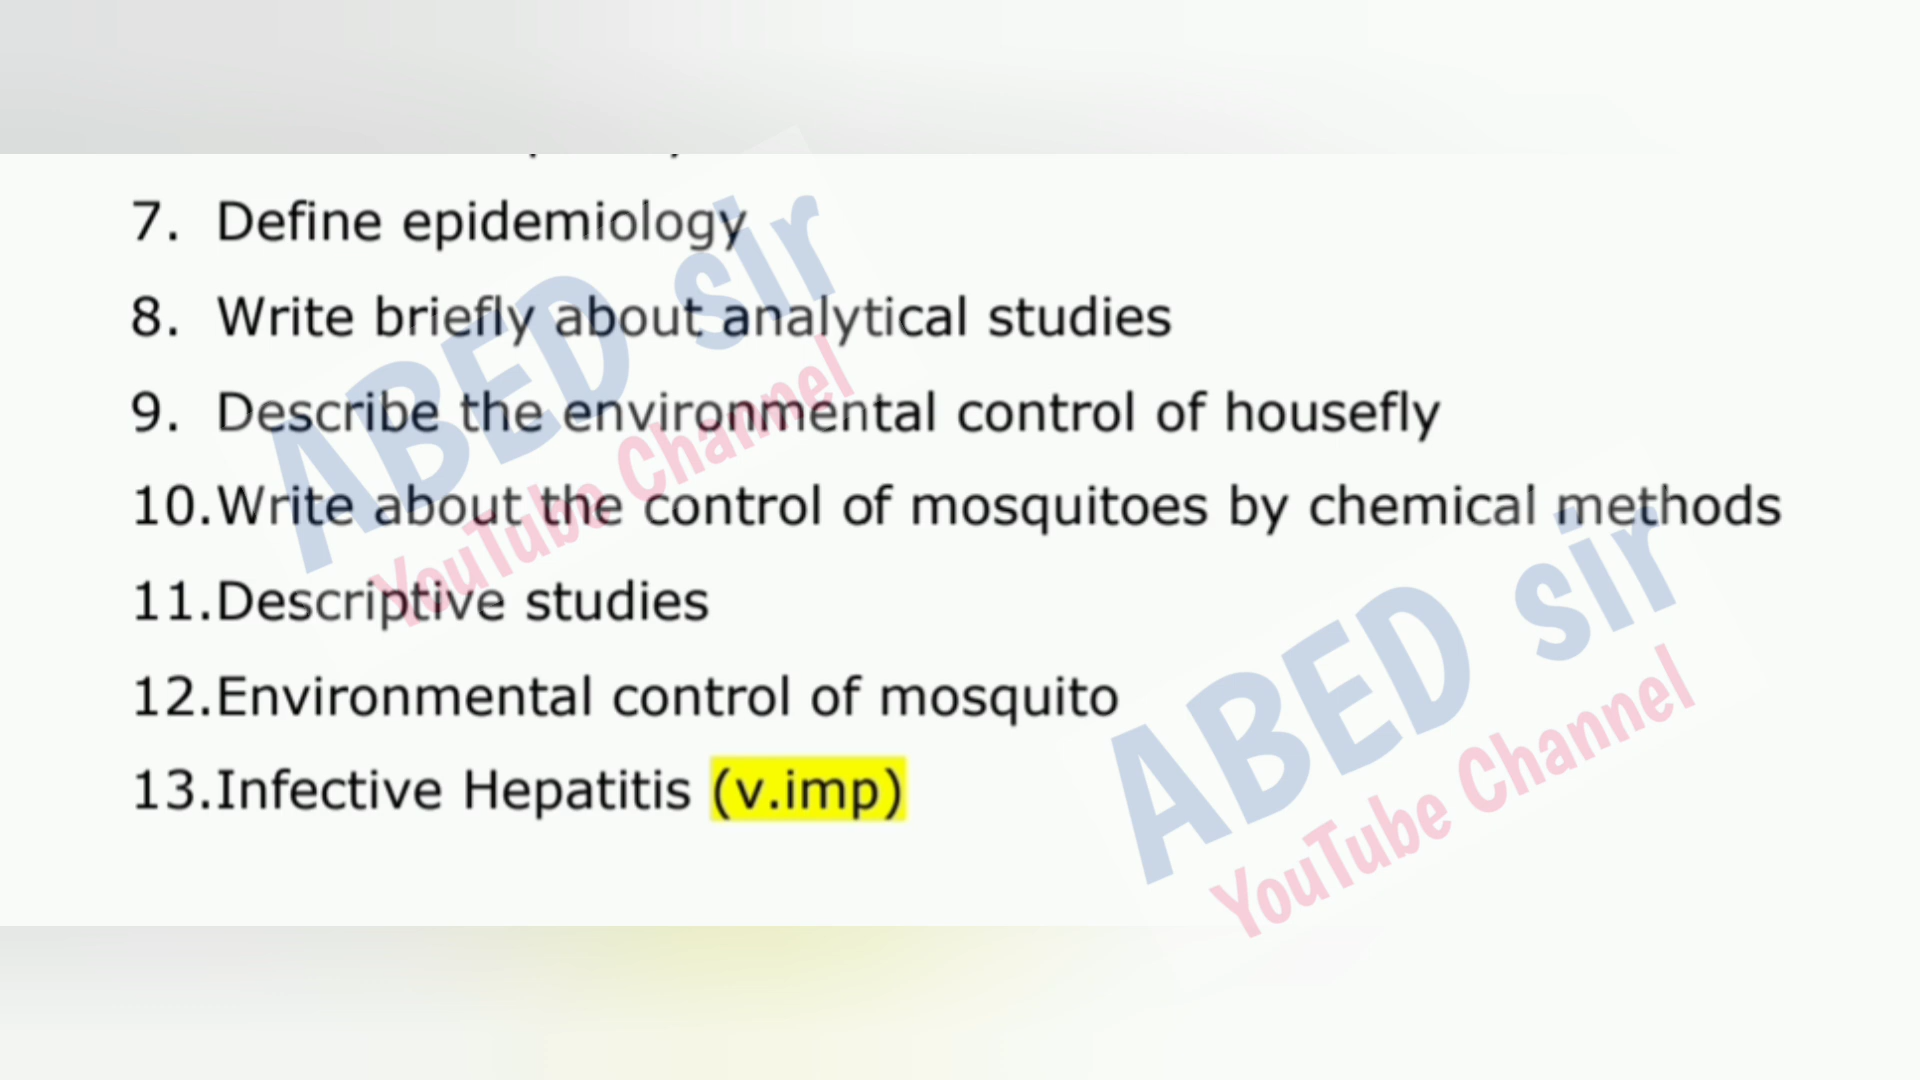 7. Define epidemiology
8. Write briefly about analytical studies
9. Describe the environmental control of housefly
10.Write about the control of mosquitoes by chemical methods
11.Descriptive studies
12.Environmental control of mosquito
13.Infective Hepatitis (v.imp)
ABED sir
YouTube Channel
ABED sir
YouTube Channel